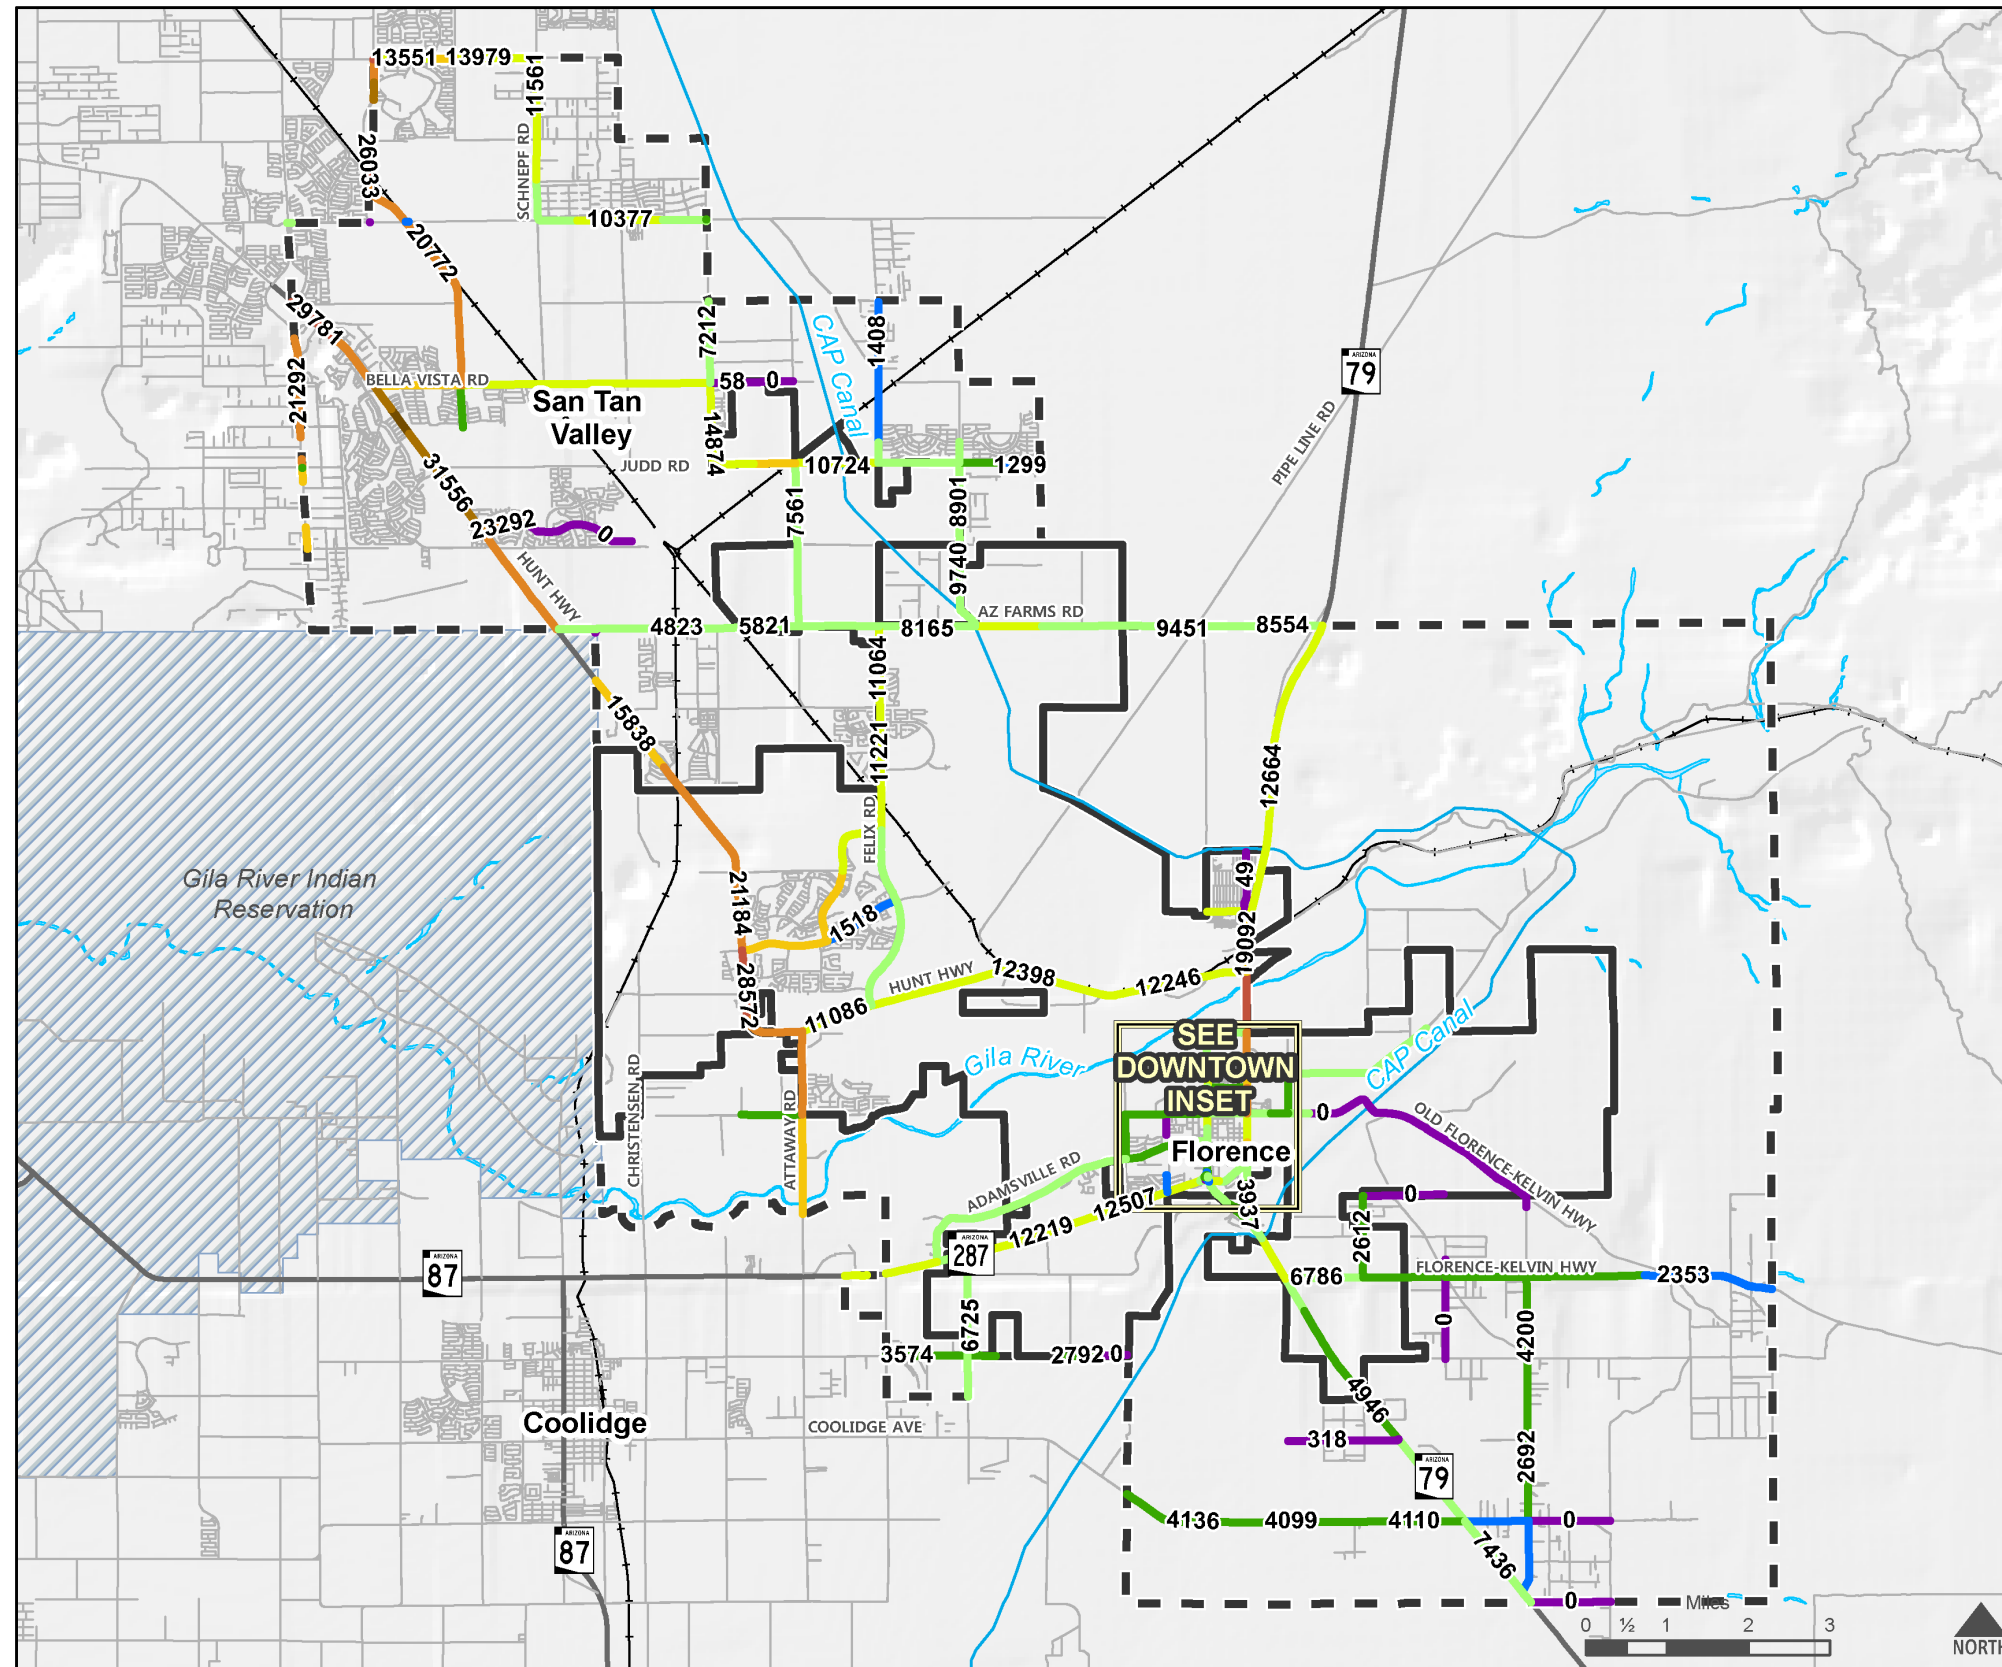 13551
13979
11561
SCHNEPF RD
26033
10377
20772
29781
7212
CAP Canal
1408
ARIZONA
79
21292
BELLA VISTA RD
58
0
San Tan
Valley
14874
PIPE LINE RD
JUDD RD
10724
1299
31556
7561
8901
23292
0
HUNT HWY
9740
AZ FARMS RD
4823
5821
8165
9451
8554
11064
15838
11221
12664
FELIX RD
Gila River Indian
Reservation
21184
49
1518
19092
28572
HUNT HWY
12398
12246
11086
SEE
DOWNTOWN
INSET
Gila River
CAP Canal
CHRISTENSEN RD
ATTAWAY RD
0
OLD FLORENCE-KELVIN HWY
Florence
ADAMSVILLE RD
12507
3937
0
12219
2612
ARIZONA
287
ARIZONA
87
6786
FLORENCE-KELVIN HWY
2353
6725
0
4200
3574
2792
0
4946
Coolidge
COOLIDGE AVE
318
2692
ARIZONA
79
4136
4099
4110
0
ARIZONA
87
7436
0
Miles
0 ½ 1 2 3
NORTH